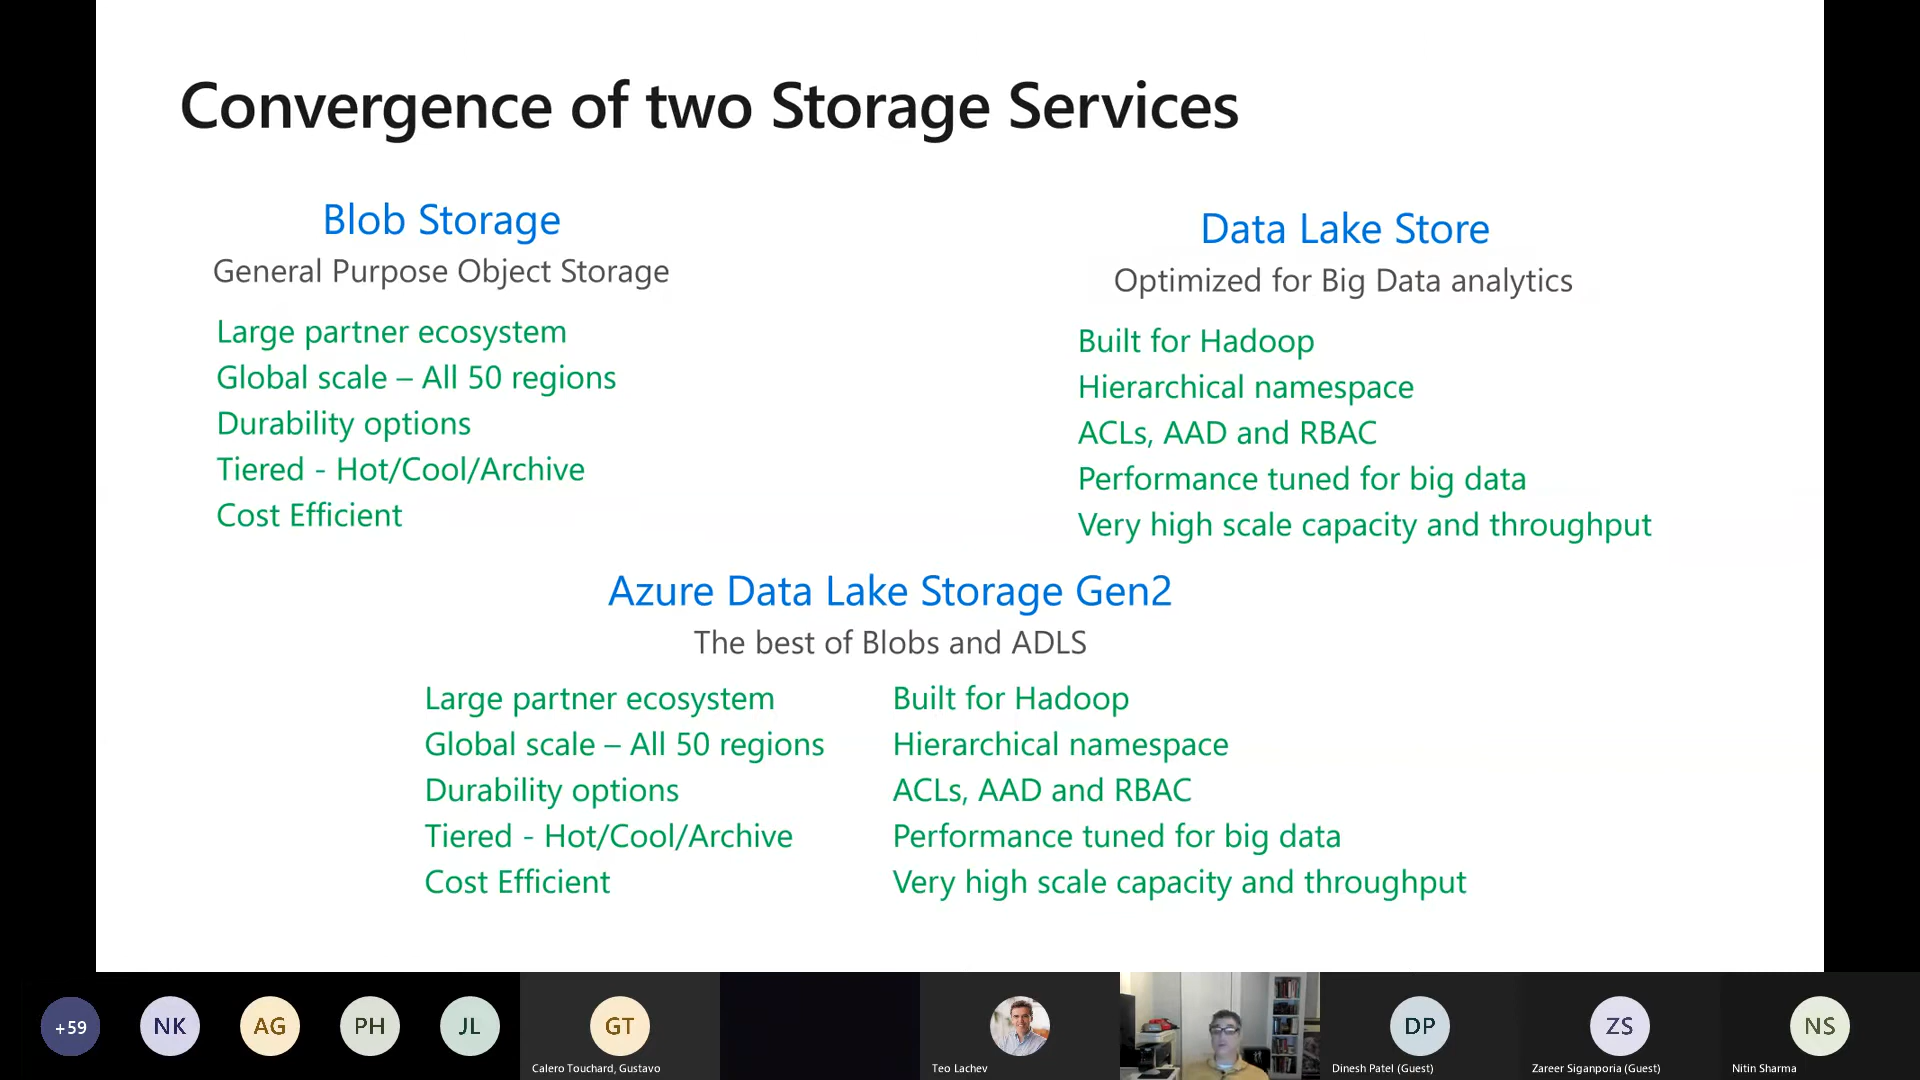 Convergence of two Storage Services
Blob Storage
General Purpose Object Storage
Large partner ecosystem
Global scale – All 50 regions
Durability options
Tiered - Hot/Cool/Archive
Cost Efficient
Data Lake Store
Optimized for Big Data analytics
Built for Hadoop
Hierarchical namespace
ACLs, AAD and RBAC
Performance tuned for big data
Very high scale capacity and throughput
Azure Data Lake Storage Gen2
The best of Blobs and ADLS
Large partner ecosystem
Global scale – All 50 regions
Durability options
Tiered - Hot/Cool/Archive
Cost Efficient
Built for Hadoop
Hierarchical namespace
ACLs, AAD and RBAC
Performance tuned for big data
Very high scale capacity and throughput
+59
NK
AG
PH
JL
GT
Calero Touchard, Gustavo
Teo Lachev
DP
Dinesh Patel (Guest)
ZS
Zareer Siganporia (Guest)
NS
Nitin Sharma